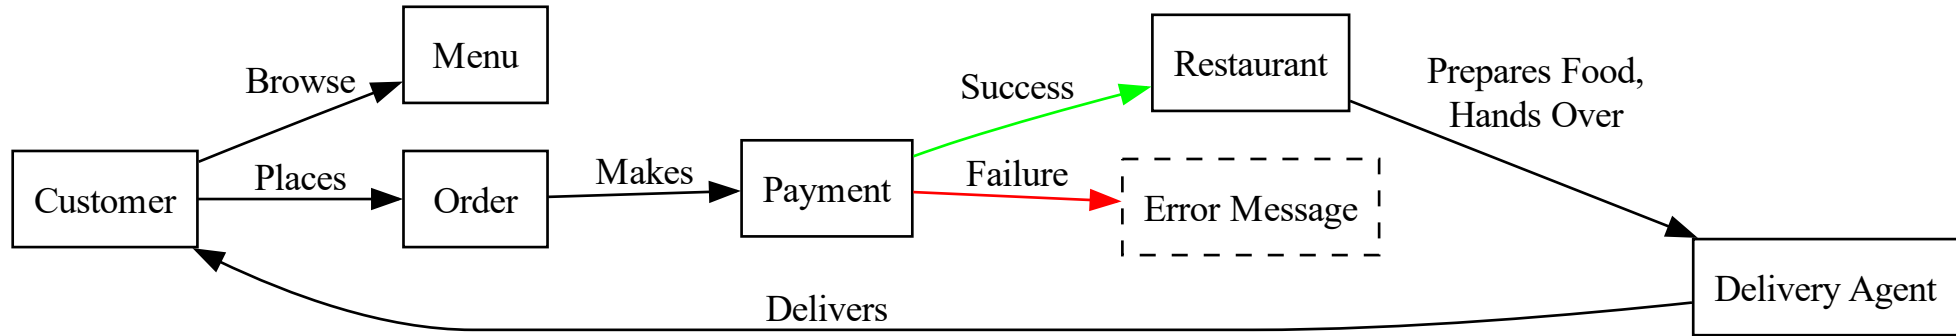 Menu
Restaurant
Browse
Success
Prepares Food,
Hands Over
Customer
Places
Order
Makes
Payment
Failure
Error Message
Delivers
Delivery Agent